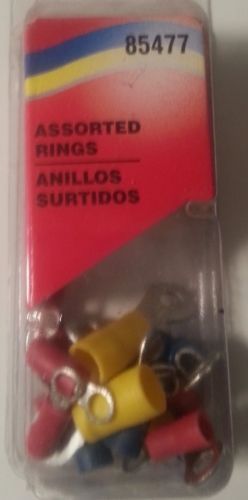 85477
ASSORTED
RINGS
ANILLOS
SURTIDOS